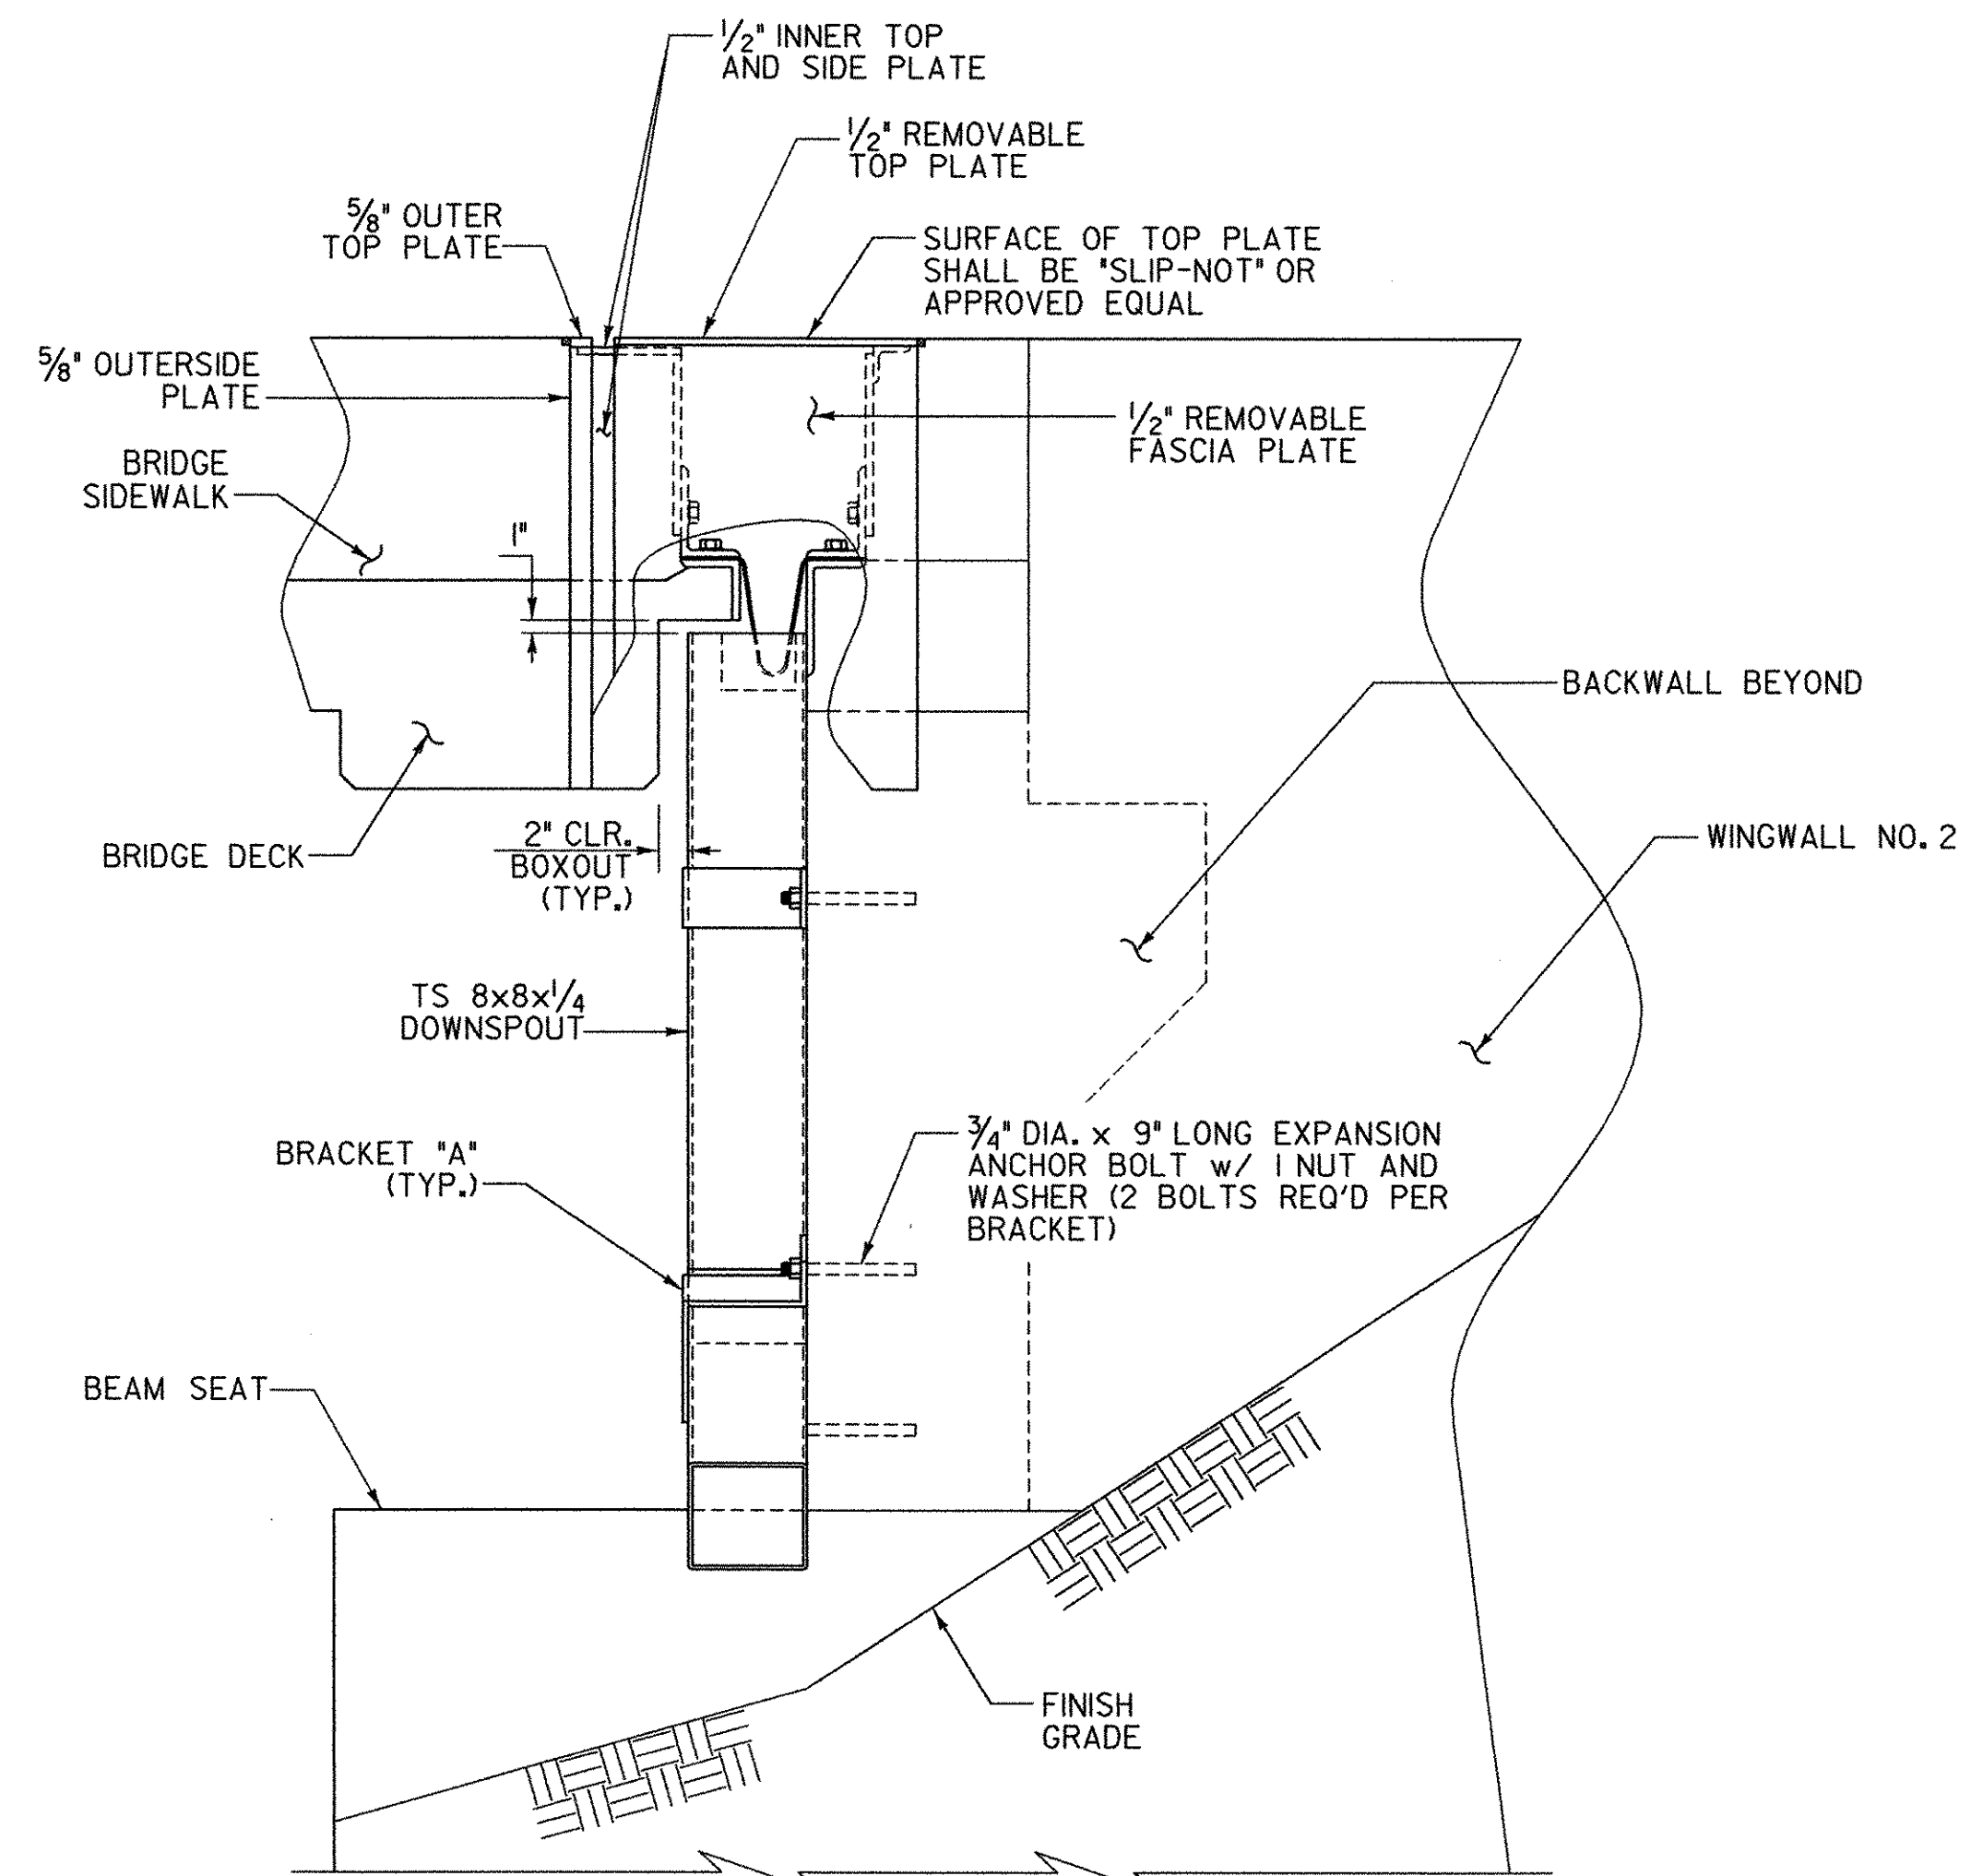 1/2" INNER TOP
AND SIDE PLATE
1/2" REMOVABLE
TOP PLATE
5/8" OUTER
TOP PLATE
SURFACE OF TOP PLATE
SHALL BE "SLIP-NOT" OR
APPROVED EQUAL
5/8" OUTERSIDE
PLATE
1/2" REMOVABLE
FASCIA PLATE
BRIDGE
SIDEWALK
1"
BACKWALL BEYOND
BRIDGE DECK
2" CLR.
BOXOUT
(TYP.)
WINGWALL NO. 2
TS 8x8x1/4
DOWNSPOUT
BRACKET "A"
(TYP.)
3/4" DIA. x 9" LONG EXPANSION
ANCHOR BOLT w/ 1 NUT AND
WASHER (2 BOLTS REQ'D PER
BRACKET)
BEAM SEAT
FINISH
GRADE